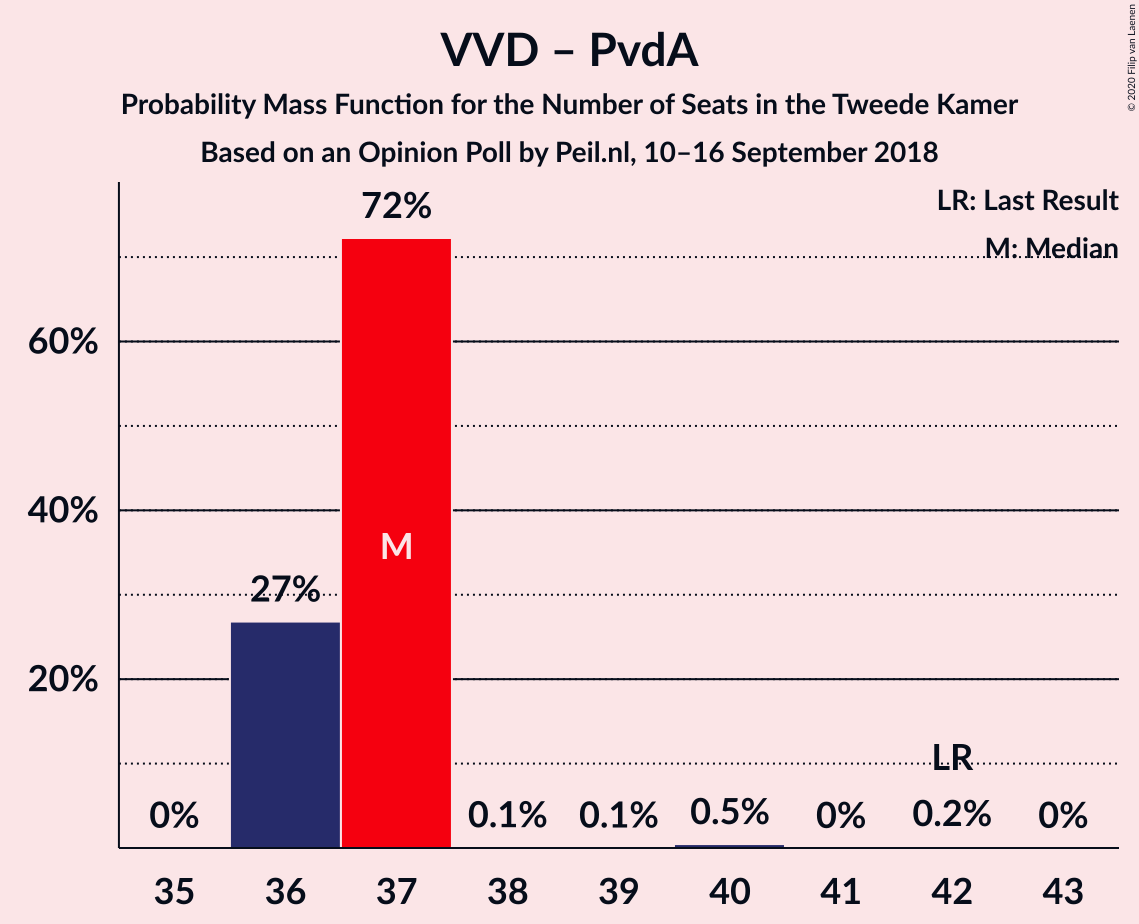 VVD – PvdA
Probability Mass Function for the Number of Seats in the Tweede Kamer
Based on an Opinion Poll by Peil.nl, 10–16 September 2018
© 2020 Filip van Laenen
LR: Last Result
M: Median
72%
60%
40%
M
27%
20%
LR
0%
0.1%
0.1%
0.5%
0%
0.2%
0%
35 36 37 38 39 40 41 42 43